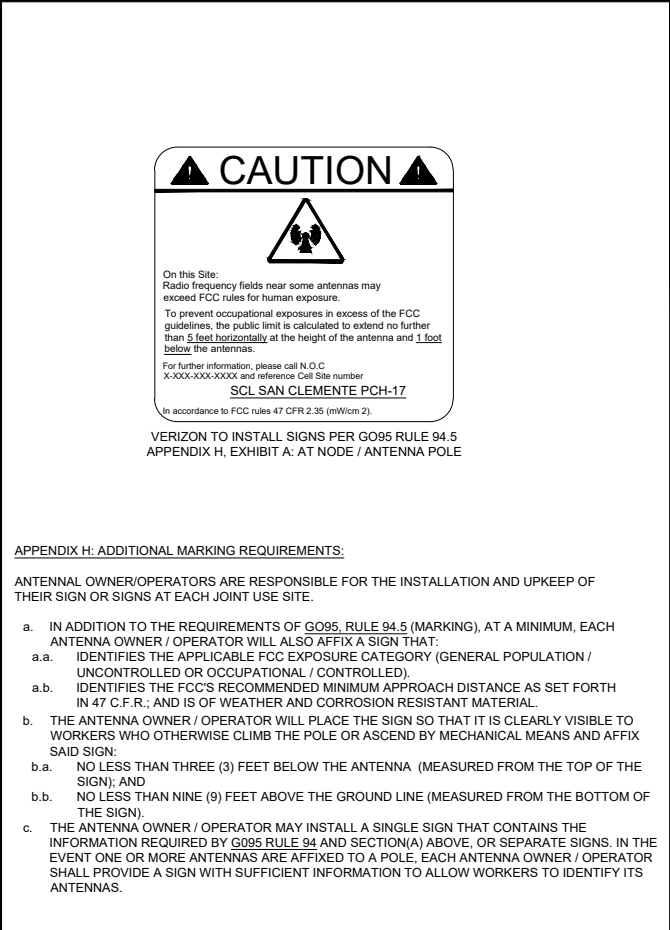 CAUTION
On this Site:
Radio frequency fields near some antennas may
exceed FCC rules for human exposure.
To prevent occupational exposures in excess of the FCC
guidelines, the public limit is calculated to extend no further
than 5 feet horizontally at the height of the antenna and 1 foot
below the antennas.
For further information, please call N.O.C
X-XXX-XXX-XXXX and reference Cell Site number
SCL SAN CLEMENTE PCH-17
In accordance to FCC rules 47 CFR 2.35 (mW/cm 2).
VERIZON TO INSTALL SIGNS PER GO95 RULE 94.5
APPENDIX H, EXHIBIT A: AT NODE / ANTENNA POLE
APPENDIX H: ADDITIONAL MARKING REQUIREMENTS:
ANTENNAL OWNER/OPERATORS ARE RESPONSIBLE FOR THE INSTALLATION AND UPKEEP OF
THEIR SIGN OR SIGNS AT EACH JOINT USE SITE.
a. IN ADDITION TO THE REQUIREMENTS OF GO95, RULE 94.5 (MARKING), AT A MINIMUM, EACH
ANTENNA OWNER / OPERATOR WILL ALSO AFFIX A SIGN THAT:
a.a. IDENTIFIES THE APPLICABLE FCC EXPOSURE CATEGORY (GENERAL POPULATION /
UNCONTROLLED OR OCCUPATIONAL / CONTROLLED).
a.b. IDENTIFIES THE FCC'S RECOMMENDED MINIMUM APPROACH DISTANCE AS SET FORTH
IN 47 C.F.R.; AND IS OF WEATHER AND CORROSION RESISTANT MATERIAL.
b. THE ANTENNA OWNER / OPERATOR WILL PLACE THE SIGN SO THAT IT IS CLEARLY VISIBLE TO
WORKERS WHO OTHERWISE CLIMB THE POLE OR ASCEND BY MECHANICAL MEANS AND AFFIX
SAID SIGN:
b.a. NO LESS THAN THREE (3) FEET BELOW THE ANTENNA (MEASURED FROM THE TOP OF THE
SIGN); AND
b.b. NO LESS THAN NINE (9) FEET ABOVE THE GROUND LINE (MEASURED FROM THE BOTTOM OF
THE SIGN).
c. THE ANTENNA OWNER / OPERATOR MAY INSTALL A SINGLE SIGN THAT CONTAINS THE
INFORMATION REQUIRED BY G095 RULE 94 AND SECTION(A) ABOVE, OR SEPARATE SIGNS. IN THE
EVENT ONE OR MORE ANTENNAS ARE AFFIXED TO A POLE, EACH ANTENNA OWNER / OPERATOR
SHALL PROVIDE A SIGN WITH SUFFICIENT INFORMATION TO ALLOW WORKERS TO IDENTIFY ITS
ANTENNAS.